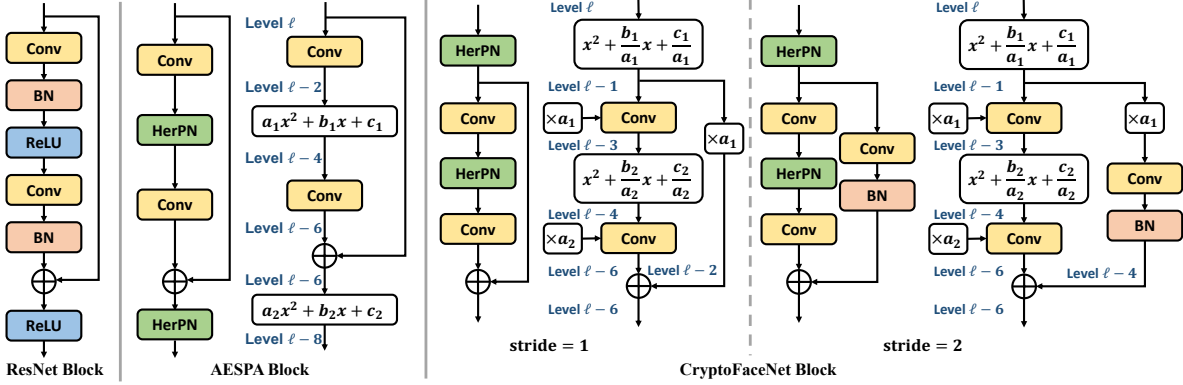 Conv
BN
ReLU
Conv
BN
ReLU
ResNet Block
Conv
HerPN
Conv
HerPN
Level ℓ
Conv
Level ℓ − 2
a₁x² + b₁x + c₁
Level ℓ − 4
Conv
Level ℓ − 6
Level ℓ − 6
a₂x² + b₂x + c₂
Level ℓ − 8
AESPA Block
HerPN
Conv
HerPN
Conv
Level ℓ
x² + b₁/a₁ x + c₁/a₁
Level ℓ − 1
×a₁
Conv
×a₁
Level ℓ − 3
x² + b₂/a₂ x + c₂/a₂
Level ℓ − 4
×a₂
Conv
Level ℓ − 6
Level ℓ − 2
Level ℓ − 6
stride = 1
HerPN
Conv
Conv
HerPN
BN
Conv
Level ℓ
x² + b₁/a₁ x + c₁/a₁
Level ℓ − 1
×a₁
Conv
×a₁
Level ℓ − 3
x² + b₂/a₂ x + c₂/a₂
Conv
Level ℓ − 4
BN
×a₂
Conv
Level ℓ − 6
Level ℓ − 4
Level ℓ − 6
stride = 2
CryptoFaceNet Block